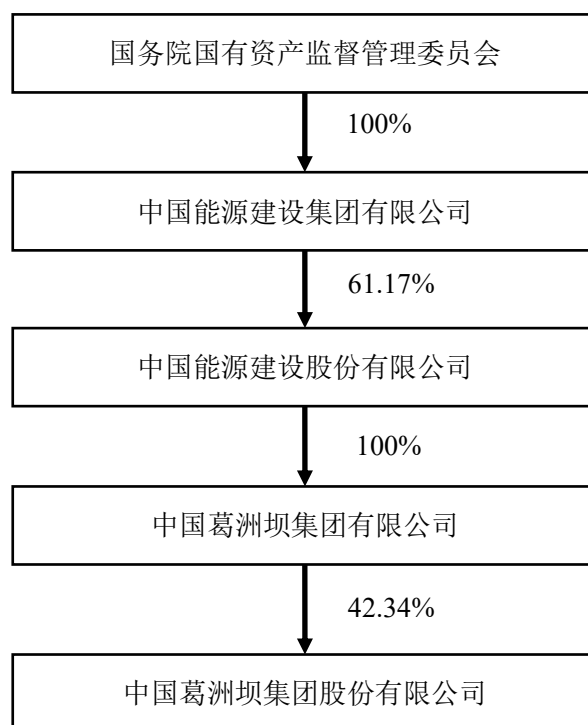 国务院国有资产监督管理委员会
100%
中国能源建设集团有限公司
61.17%
中国能源建设股份有限公司
100%
中国葛洲坝集团有限公司
42.34%
中国葛洲坝集团股份有限公司